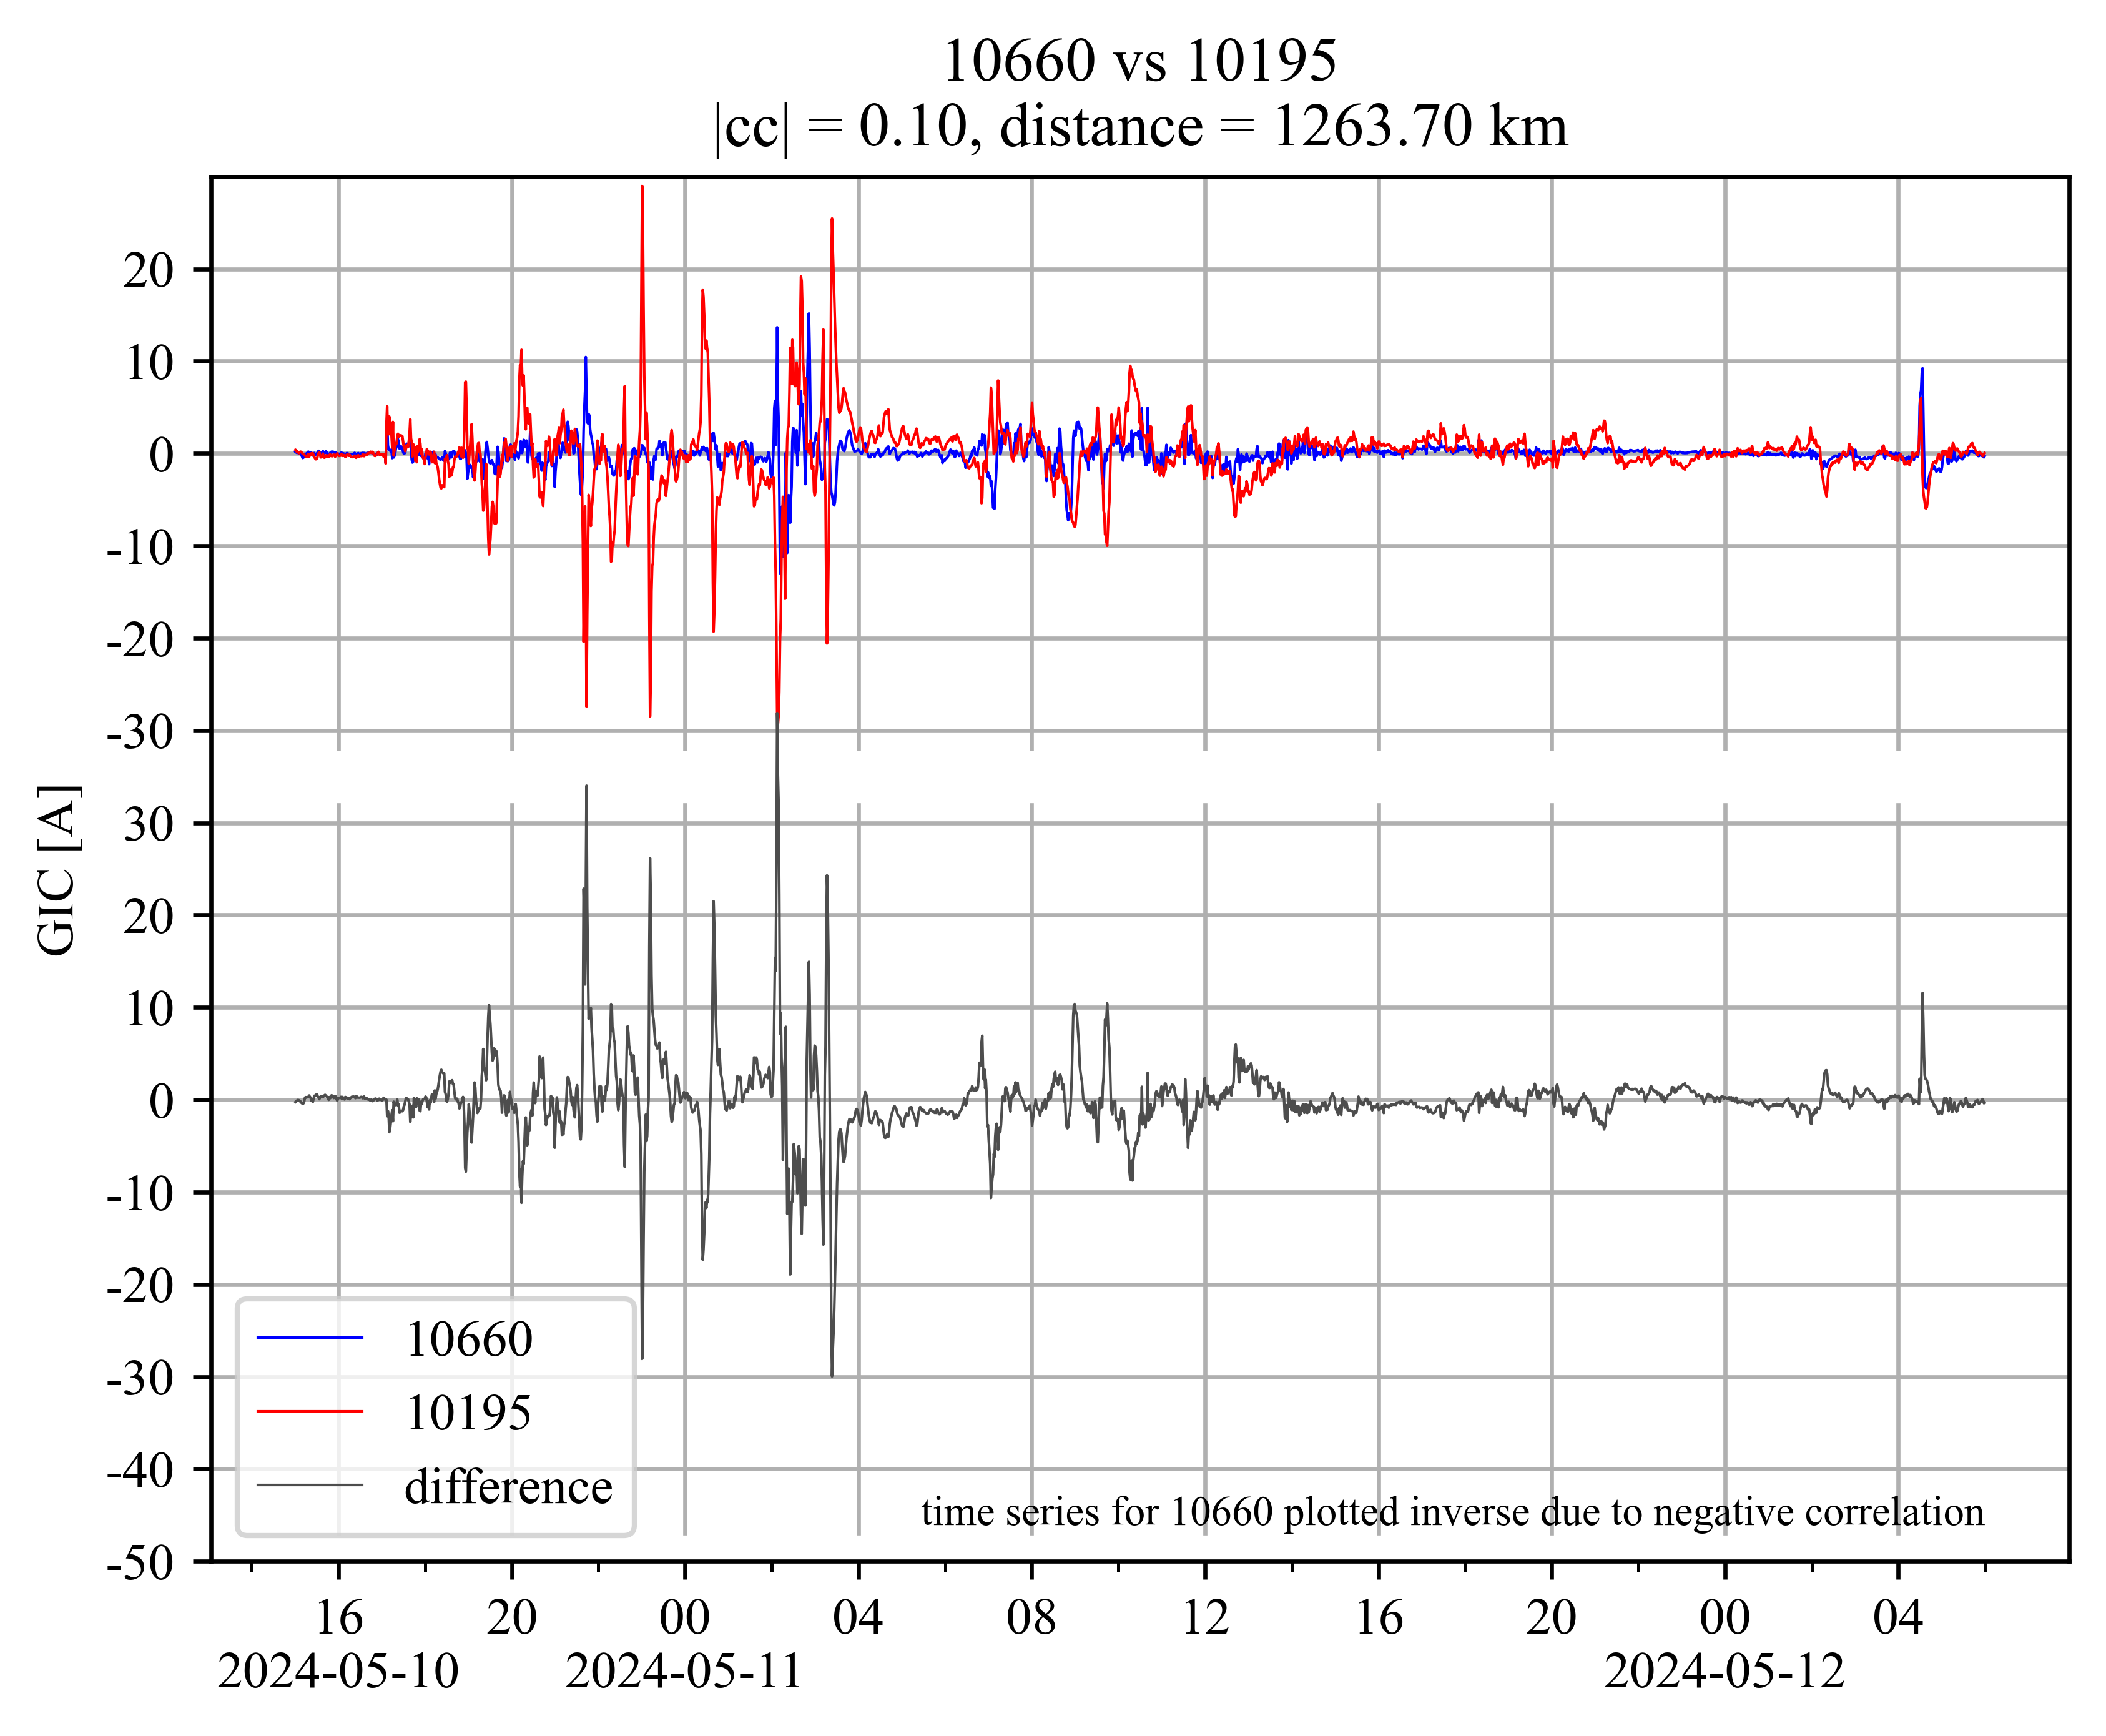 10660 vs 10195
|cc| = 0.10, distance = 1263.70 km
GIC [A]
20
10
0
-10
-20
-30
30
20
10
0
-10
-20
-30
-40
-50
10660
10195
difference
time series for 10660 plotted inverse due to negative correlation
16 20 00 04 08 12 16 20 00 04
2024-05-10 2024-05-11 2024-05-12